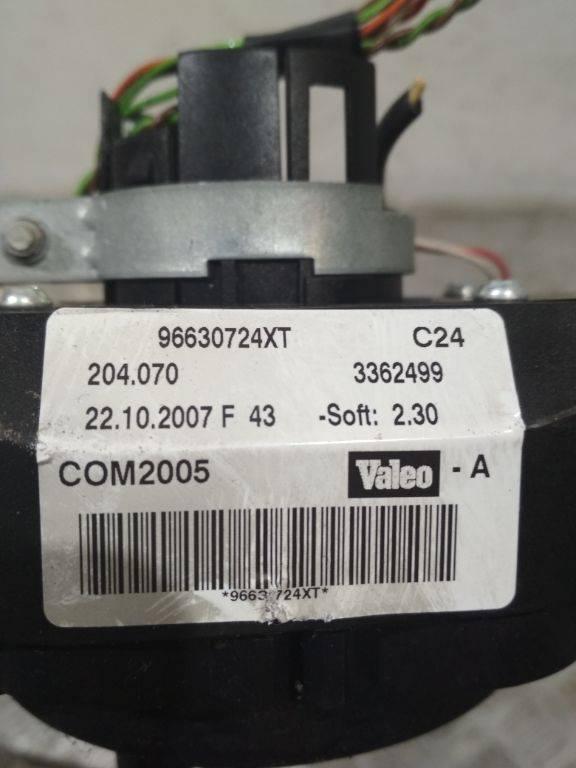 96630724XT C24
204.070 3362499
22.10.2007 F 43 -Soft: 2.30
COM2005 Valeo - A